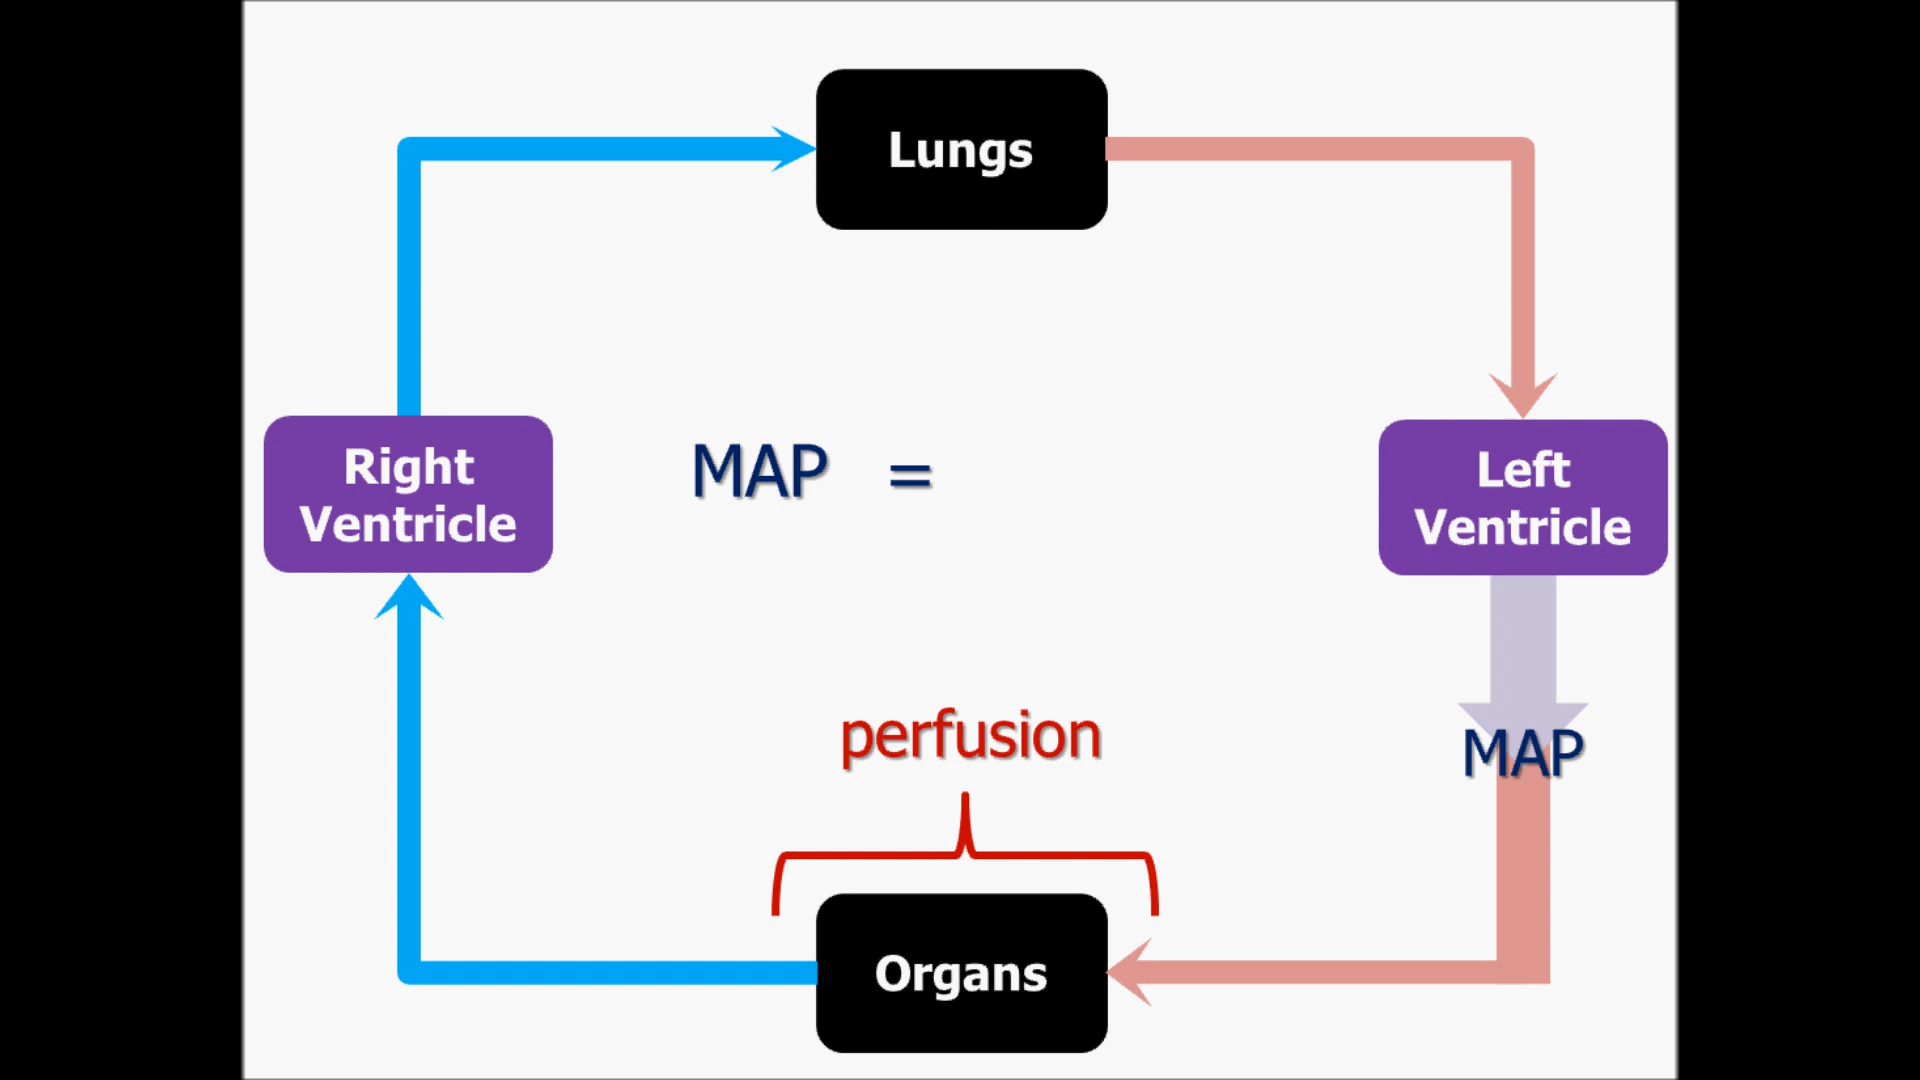 Lungs
Right
Ventricle
MAP =
Left
Ventricle
perfusion
MAP
Organs